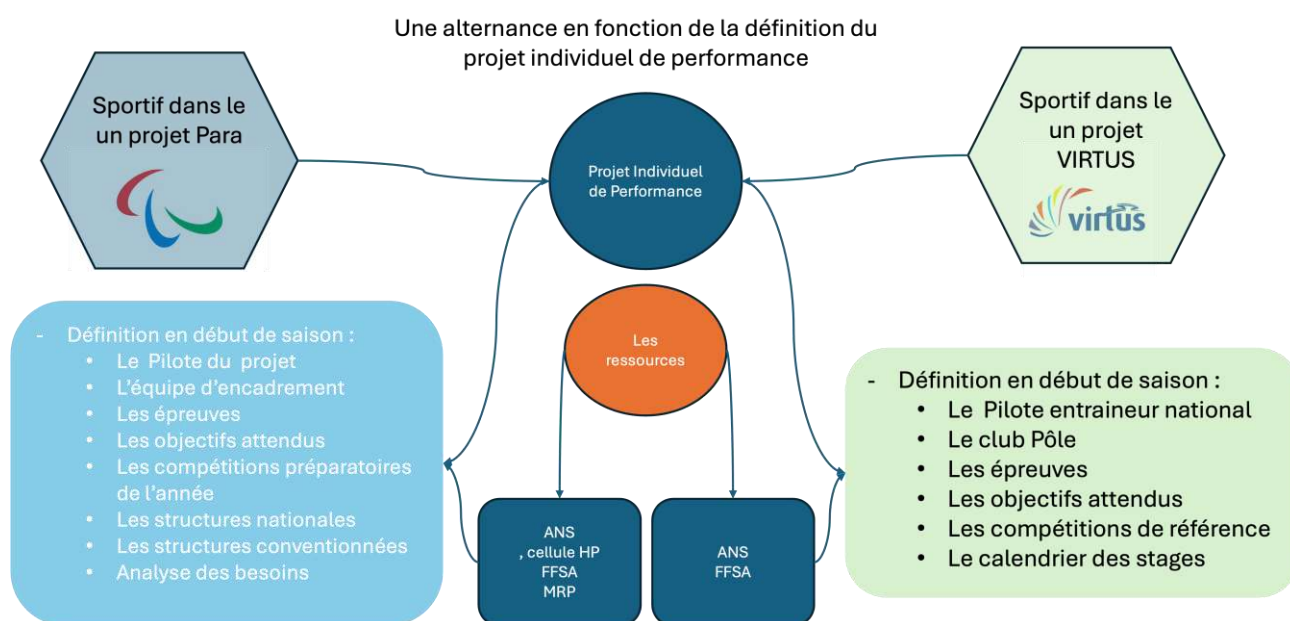 Une alternance en fonction de la définition du
projet individuel de performance
Sportif dans le
un projet Para
Projet Individuel
de Performance
Sportif dans le
un projet
VIRTUS
virtus
Les
ressources
- Définition en début de saison :
• Le Pilote du projet
• L'équipe d'encadrement
• Les épreuves
• Les objectifs attendus
• Les compétitions préparatoires
de l'année
• Les structures nationales
• Les structures conventionnées
• Analyse des besoins
ANS
, cellule HP
FFSA
MRP
ANS
FFSA
- Définition en début de saison :
• Le Pilote entraineur national
• Le club Pôle
• Les épreuves
• Les objectifs attendus
• Les compétitions de référence
• Le calendrier des stages